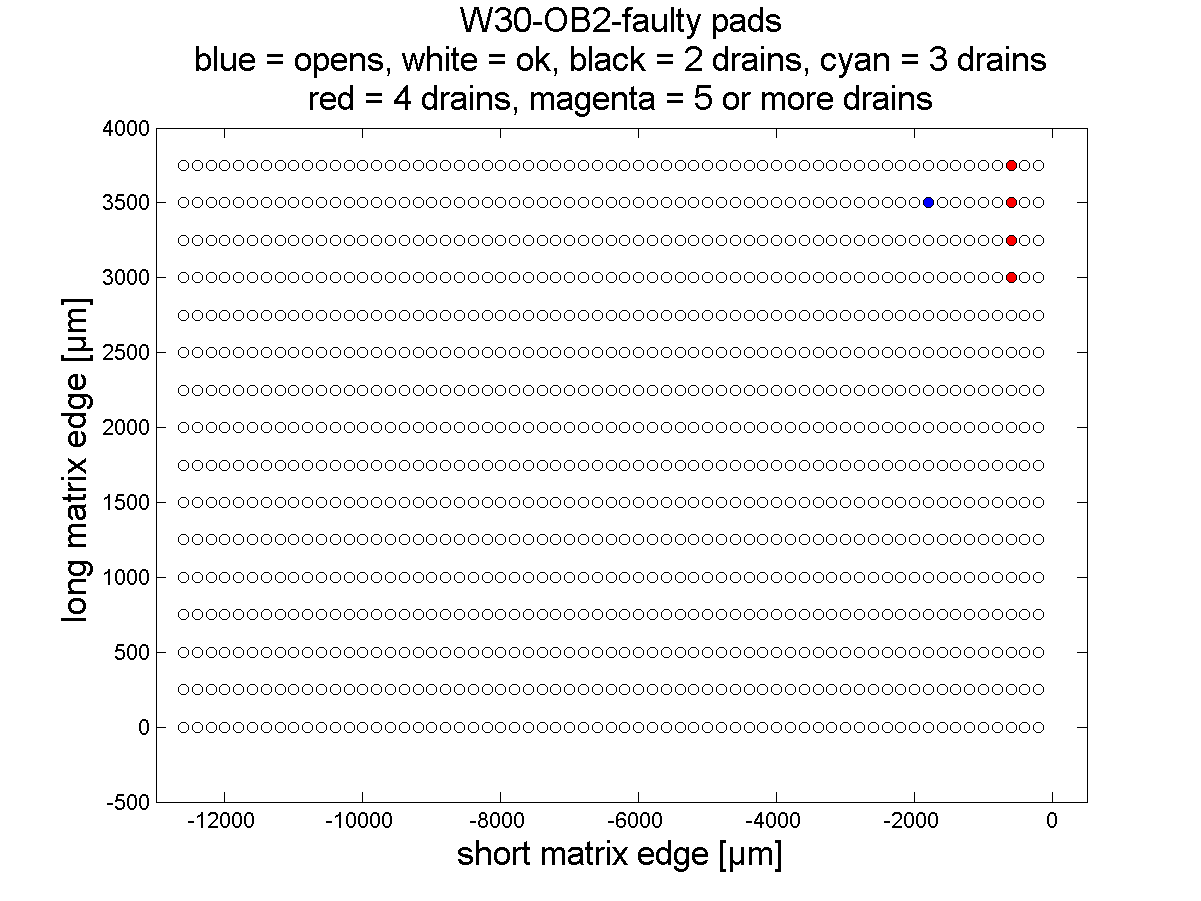 W30-OB2-faulty pads
blue = opens, white = ok, black = 2 drains, cyan = 3 drains
red = 4 drains, magenta = 5 or more drains
4000
3500
3000
2500
2000
1500
1000
500
0
-500
long matrix edge [µm]
-12000 -10000 -8000 -6000 -4000 -2000 0
short matrix edge [µm]